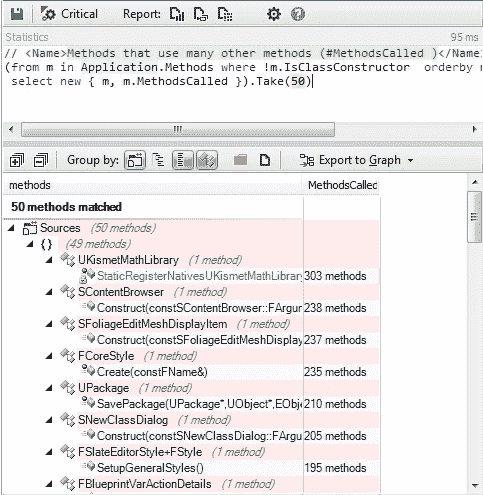 Critical Report:
Statistics 95 ms
// <Name>Methods that use many other methods (#MethodsCalled )</Name
(from m in Application.Methods where !m.IsClassConstructor orderby
select new { m, m.MethodsCalled }).Take(50)
Group by: Export to Graph
methods MethodsCalled
50 methods matched
Sources (50 methods)
{} (49 methods)
UKismetMathLibrary (1 method)
StaticRegisterNativesUKismetMathLibrar 303 methods
SContentBrowser (1 method)
Construct(constSContentBrowser::FArgur 238 methods
SFoliageEditMeshDisplayItem (1 method)
Construct(constSFoliageEditMeshDisplay 237 methods
FCoreStyle (1 method)
Create(constFName&) 235 methods
UPackage (1 method)
SavePackage(UPackage*,UObject*,EObje 210 methods
SNewClassDialog (1 method)
Construct(constSNewClassDialog::FArgu 205 methods
FSlateEditorStyle+FStyle (1 method)
SetupGeneralStyles() 195 methods
FBlueprintVarActionDetails (1 method)